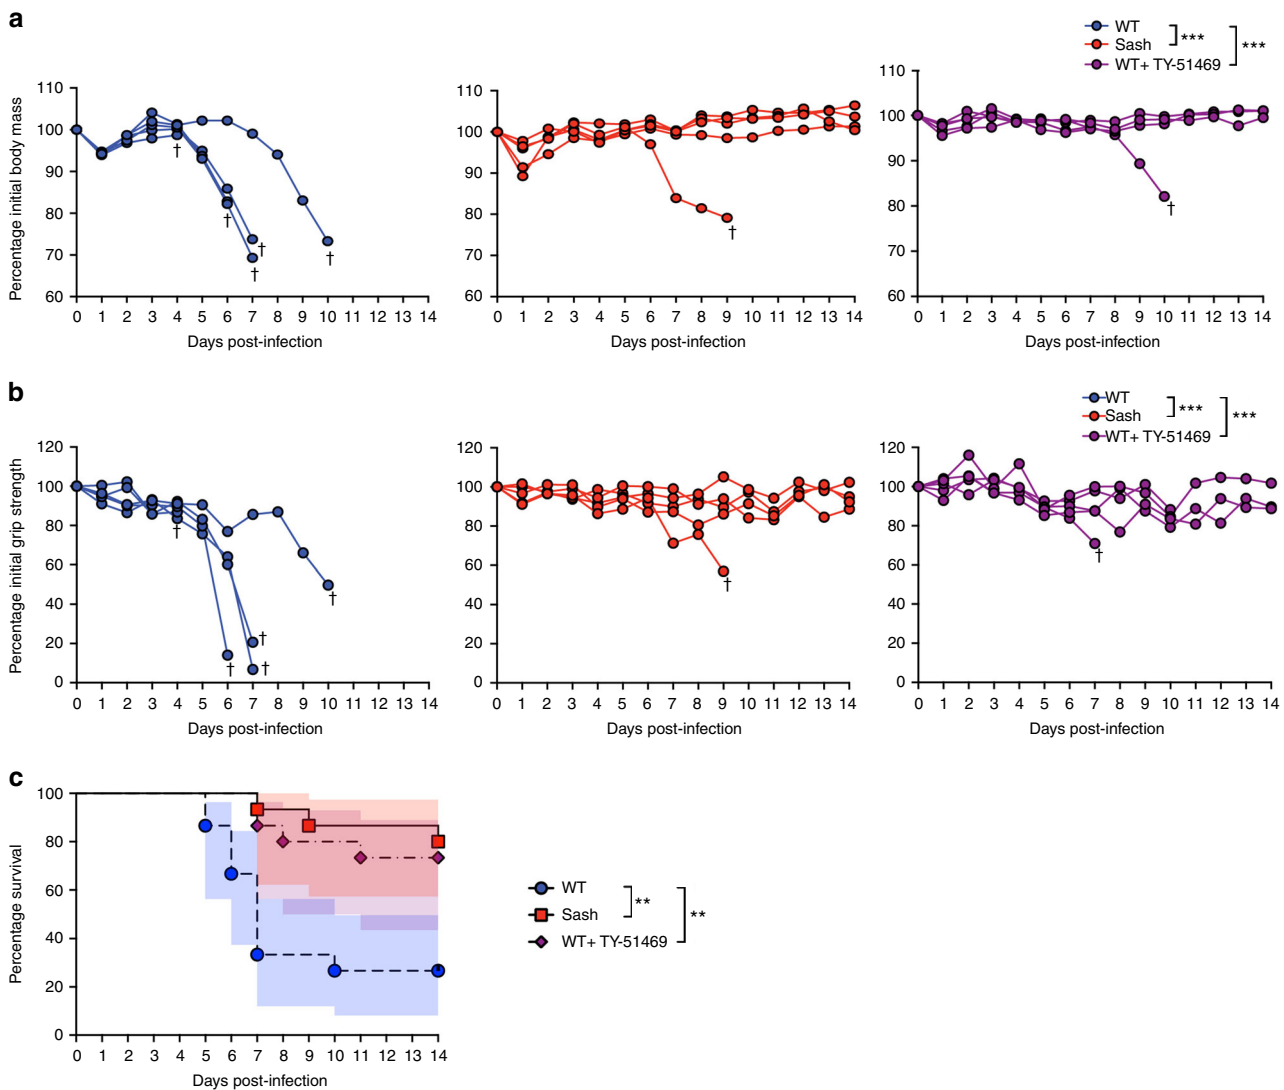 a
WT
Sash
WT+ TY-51469
***
***
Percentage initial body mass
110
100
90
80
70
60
†
†
†
†
†
0 1 2 3 4 5 6 7 8 9 10 11 12 13 14
Days post-infection
110
100
90
80
70
60
†
0 1 2 3 4 5 6 7 8 9 10 11 12 13 14
Days post-infection
110
100
90
80
70
60
†
0 1 2 3 4 5 6 7 8 9 10 11 12 13 14
Days post-infection
b
WT
Sash
WT+ TY-51469
***
***
Percentage initial grip strength
120
100
80
60
40
20
0
†
†
†
†
†
0 1 2 3 4 5 6 7 8 9 10 11 12 13 14
Days post-infection
120
100
80
60
40
20
0
†
0 1 2 3 4 5 6 7 8 9 10 11 12 13 14
Days post-infection
120
100
80
60
40
20
0
†
0 1 2 3 4 5 6 7 8 9 10 11 12 13 14
Days post-infection
c
Percentage survival
100
80
60
40
20
0
0 1 2 3 4 5 6 7 8 9 10 11 12 13 14
Days post-infection
WT
Sash
WT+ TY-51469
**
**